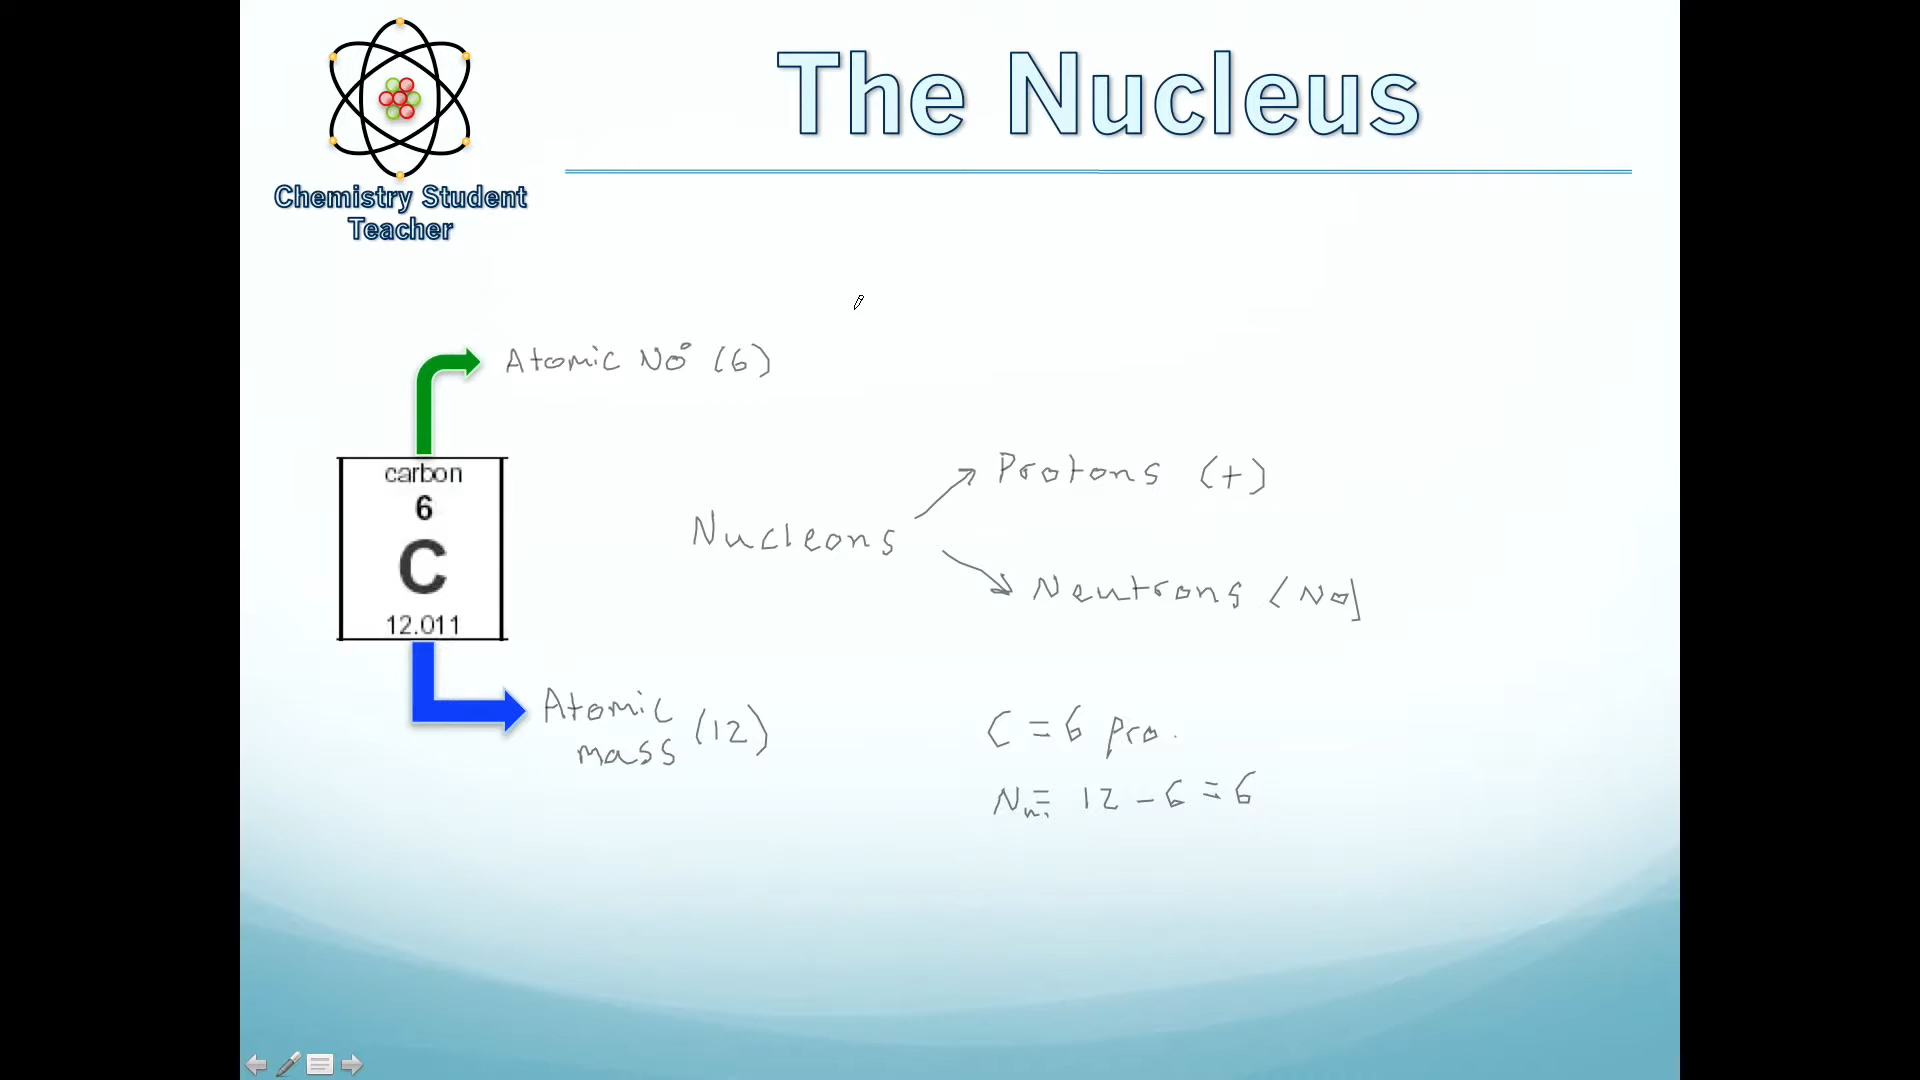 The Nucleus
Chemistry Student
Teacher
Atomic No (6)
carbon
6
C
12.011
Nucleons
Protons (+)
Neutrons (No)
Atomic
mass (12)
C = 6 pro.
= 12 - 6 = 6